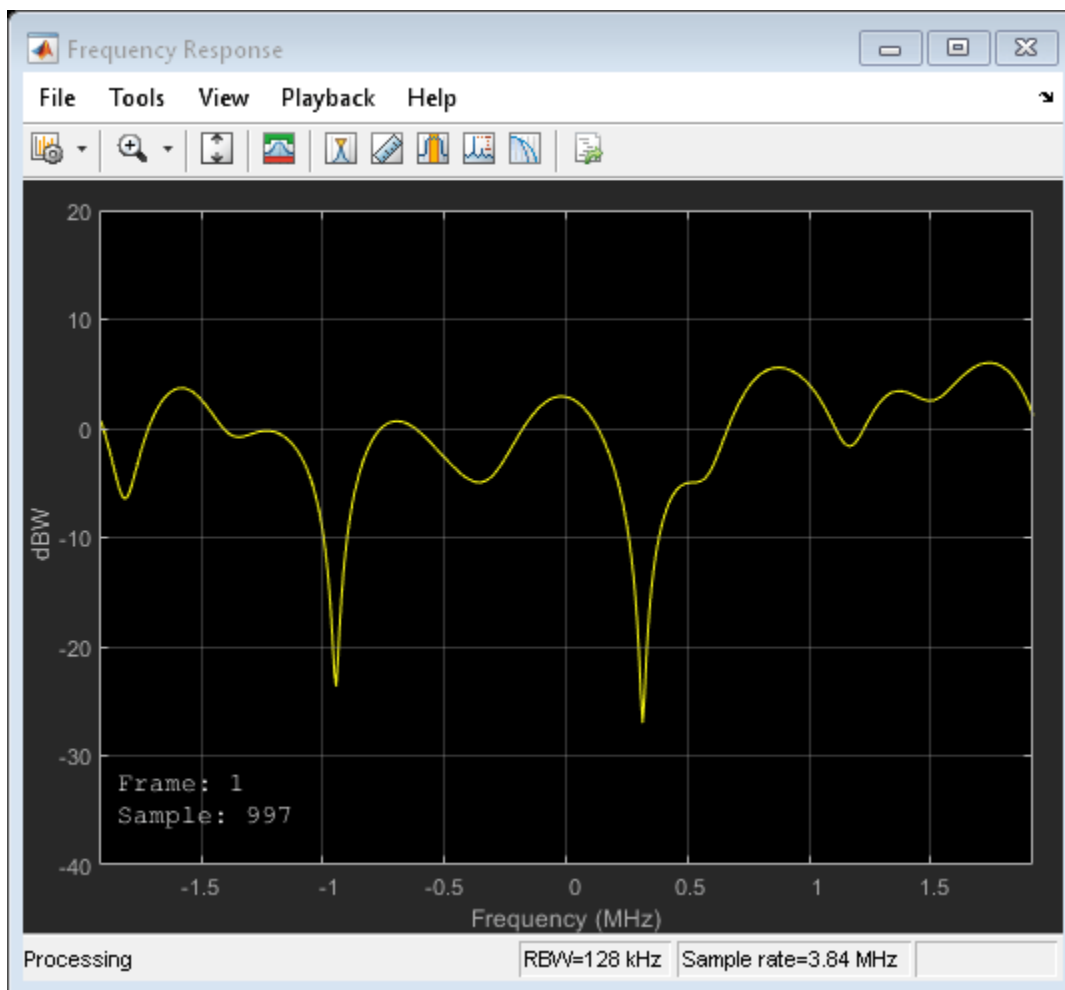 Frequency Response
File Tools View Playback Help
20
10
0
-10
-20
-30
-40
dBW
Frame: 1
Sample: 997
-1.5 -1 -0.5 0 0.5 1 1.5
Frequency (MHz)
Processing RBW=128 kHz Sample rate=3.84 MHz